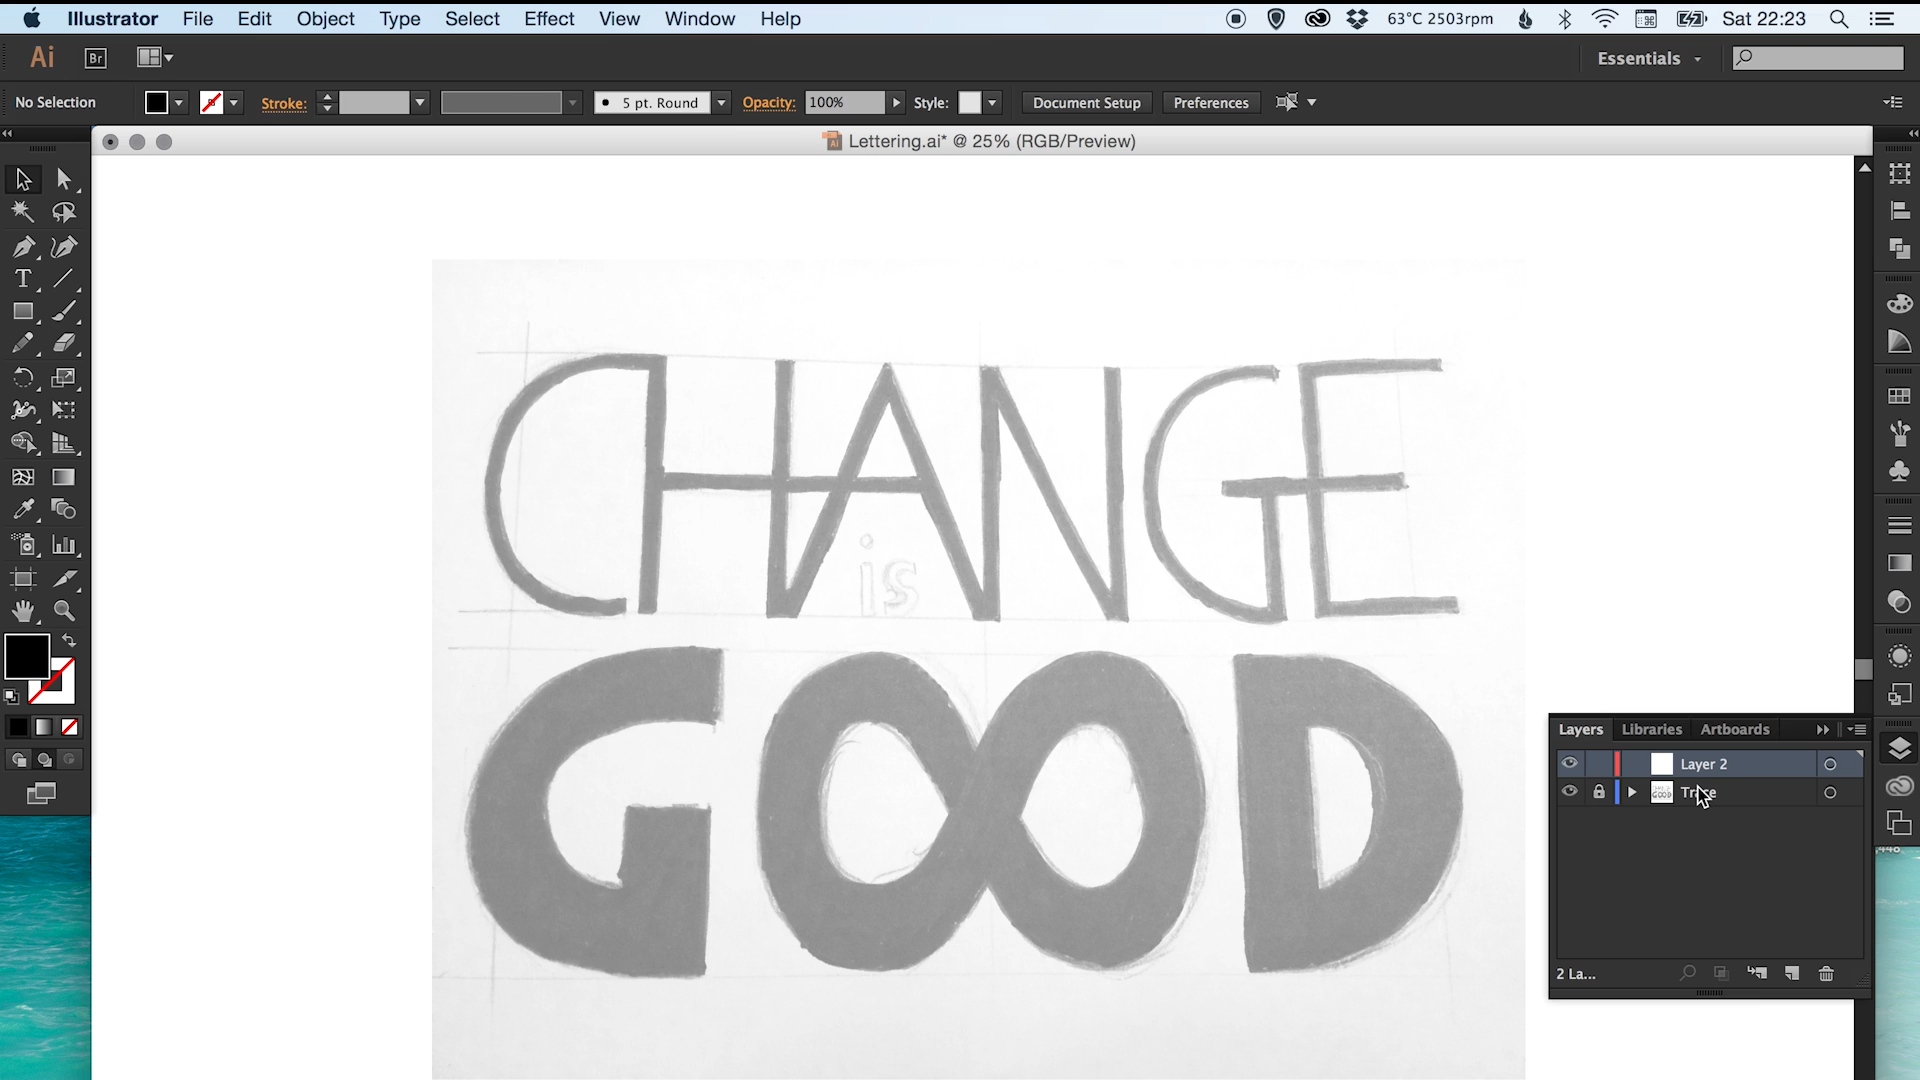 Illustrator File Edit Object Type Select Effect View Window Help 63°C 2503rpm Sat 22:23
Ai Br Essentials
No Selection Stroke: 5 pt. Round Opacity: 100% Style: Document Setup Preferences
Lettering.ai* @ 25% (RGB/Preview)
CHANGE
is
GOOD
Layers Libraries Artboards
Layer 2
2 La...